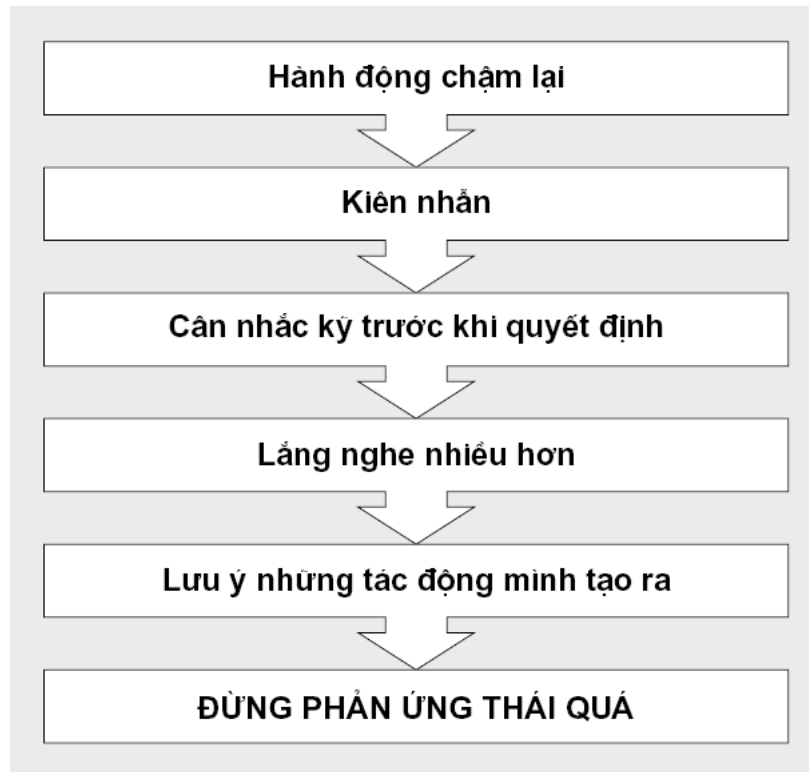 Hành động chậm lại
Kiên nhẫn
Cân nhắc kỹ trước khi quyết định
Lắng nghe nhiều hơn
Lưu ý những tác động mình tạo ra
ĐỪNG PHẢN ỨNG THÁI QUÁ